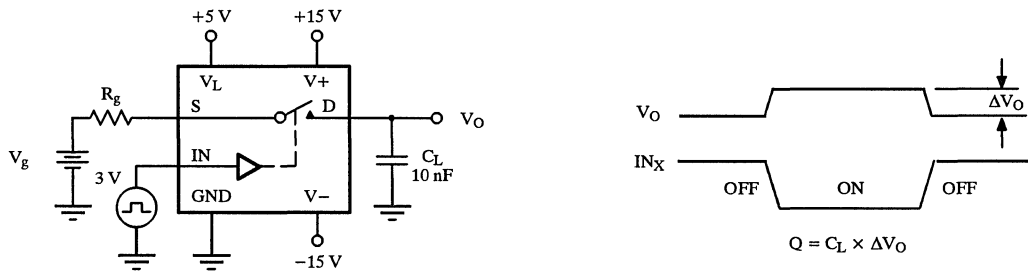 +5 V
+15 V
V_L
V+
R_g
S
D
V_O
V_g
IN
C_L
10 nF
3 V
GND
V−
−15 V
V_O
ΔV_O
IN_X
OFF
ON
OFF
Q = C_L × ΔV_O